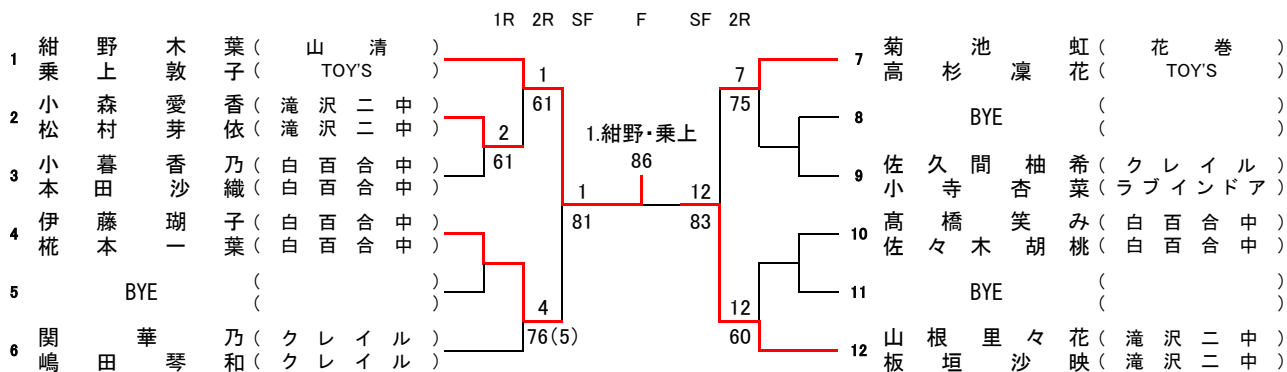 1R 2R SF F SF 2R
1 紺野木葉 ( 山清 )
乗上敦子 ( TOY'S )
2 小森愛香 ( 滝沢二中 )
松村芽依 ( 滝沢二中 )
3 小暮香乃 ( 白百合中 )
本田沙織 ( 白百合中 )
4 伊藤瑚子 ( 白百合中 )
椛本一葉 ( 白百合中 )
5 BYE ( )
( )
6 関華乃 ( クレイル )
嶋田琴和 ( クレイル )
2
61
1
61
4
76(5)
1
81
1.紺野・乗上
86
12
83
7
75
12
60
7 菊池虹 ( 花巻 )
高杉凜花 ( TOY'S )
8 BYE ( )
( )
9 佐久間柚希 ( クレイル )
小寺杏菜 ( ラブインドア )
10 髙橋笑み ( 白百合中 )
佐々木胡桃 ( 白百合中 )
11 BYE ( )
( )
12 山根里々花 ( 滝沢二中 )
板垣沙映 ( 滝沢二中 )